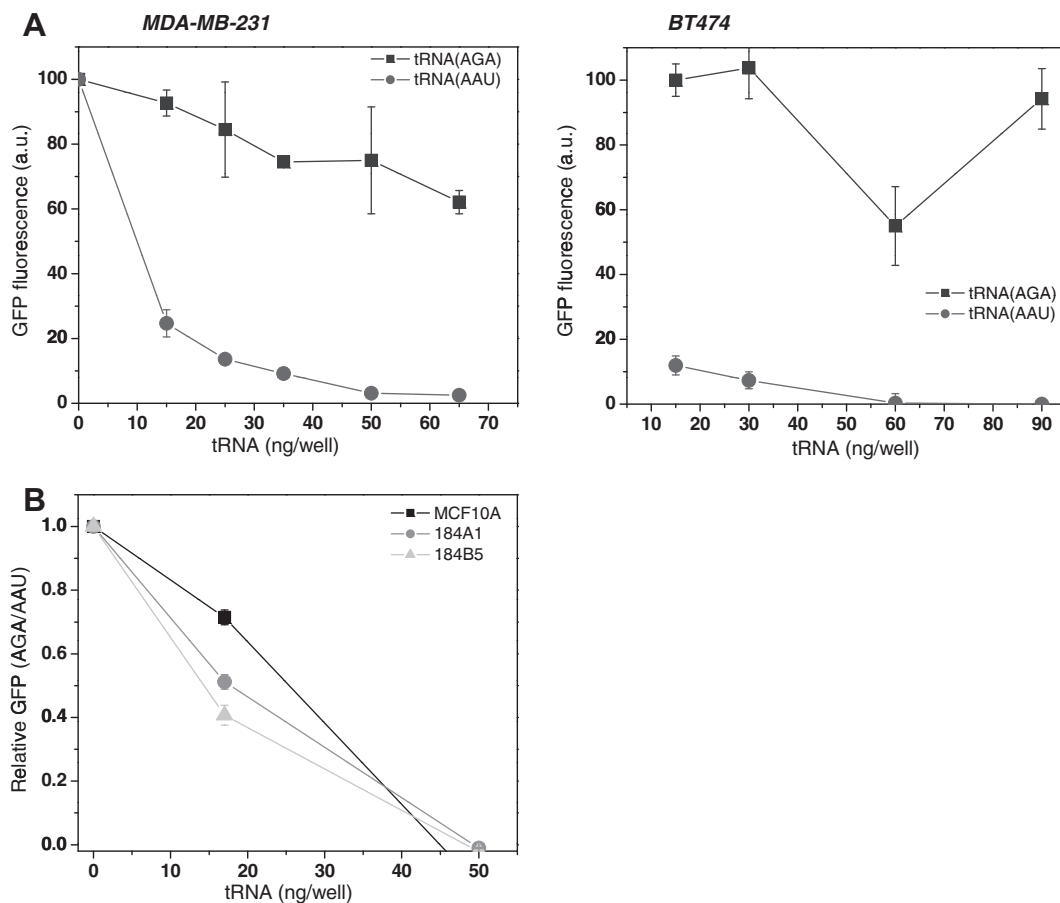 A
MDA-MB-231
BT474
tRNA(AGA)
tRNA(AAU)
100
80
60
40
20
0
GFP fluorescence (a.u.)
0 10 20 30 40 50 60 70
tRNA (ng/well)
100
80
60
40
20
0
GFP fluorescence (a.u.)
tRNA(AGA)
tRNA(AAU)
10 20 30 40 50 60 70 80 90
tRNA (ng/well)
B
MCF10A
184A1
184B5
1.0
0.8
0.6
0.4
0.2
0.0
Relative GFP (AGA/AAU)
0 10 20 30 40 50
tRNA (ng/well)